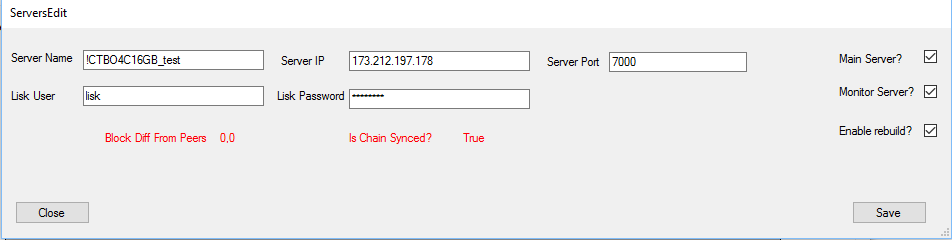 ServersEdit
Server Name !CTBO4C16GB_test Server IP 173.212.197.178 Server Port 7000 Main Server?
Lisk User lisk Lisk Password ******** Monitor Server?
Block Diff From Peers 0,0 Is Chain Synced? True Enable rebuild?
Close Save